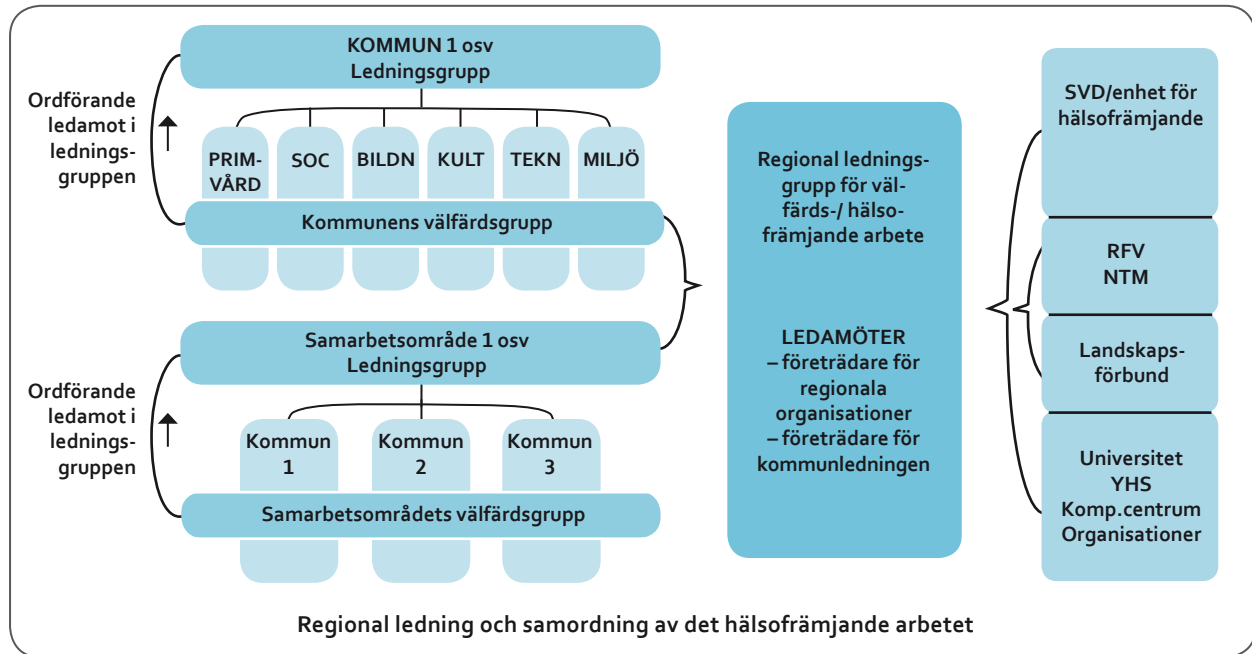 KOMMUN 1 osv
Ledningsgrupp
Ordförande
ledamot i
lednings-
gruppen
PRIM-
VÅRD
SOC
BILDN
KULT
TEKN
MILJÖ
Kommunens välfärdsgrupp
Samarbetsområde 1 osv
Ledningsgrupp
Ordförande
ledamot i
lednings-
gruppen
Kommun
1
Kommun
2
Kommun
3
Samarbetsområdets välfärdsgrupp
Regional lednings-
grupp för väl-
färds-/ hälso-
främjande arbete
LEDAMÖTER
– företrädare för
regionala
organisationer
– företrädare för
kommunledningen
SVD/enhet för
hälsofrämjande
RFV
NTM
Landskaps-
förbund
Universitet
YHS
Komp.centrum
Organisationer
Regional ledning och samordning av det hälsofrämjande arbetet